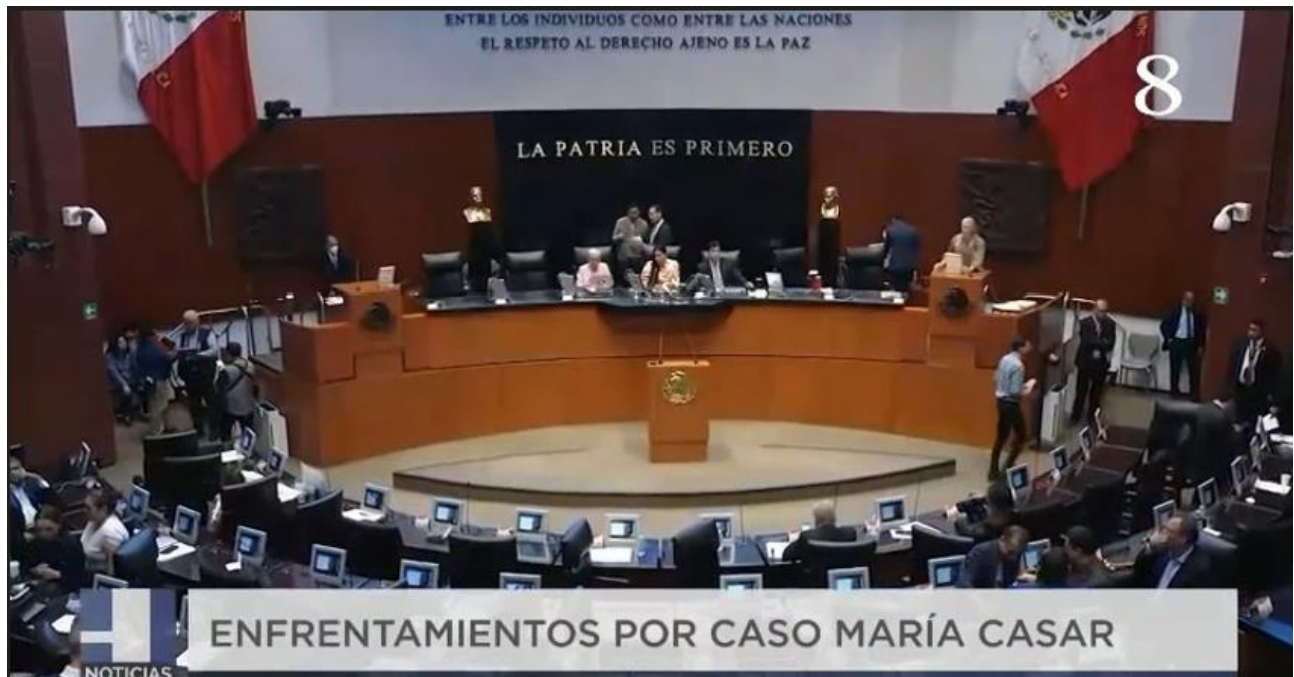 ENTRE LOS INDIVIDUOS COMO ENTRE LAS NACIONES
EL RESPETO AL DERECHO AJENO ES LA PAZ
8
LA PATRIA ES PRIMERO
H
NOTICIAS
ENFRENTAMIENTOS POR CASO MARÍA CASAR